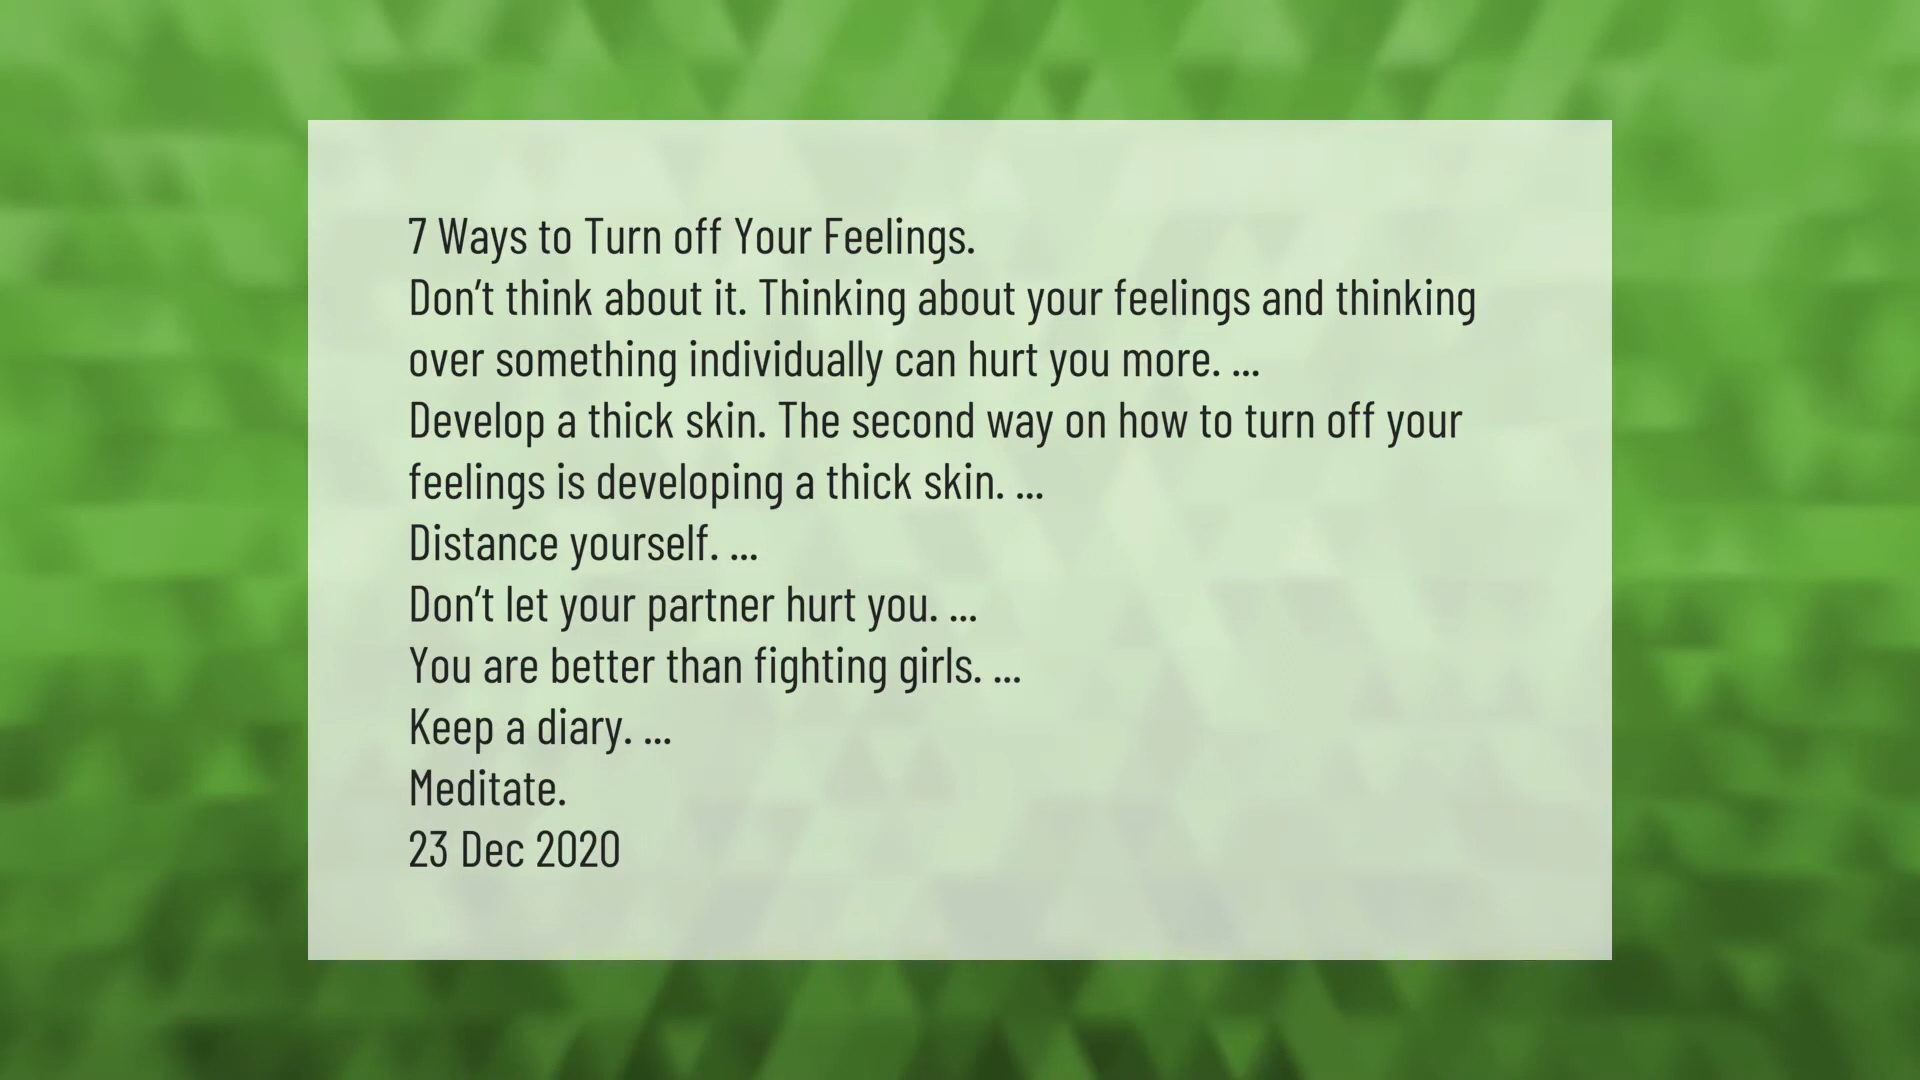 7 Ways to Turn off Your Feelings.
Don’t think about it. Thinking about your feelings and thinking
over something individually can hurt you more. ...
Develop a thick skin. The second way on how to turn off your
feelings is developing a thick skin. ...
Distance yourself. ...
Don’t let your partner hurt you. ...
You are better than fighting girls. ...
Keep a diary. ...
Meditate.
23 Dec 2020